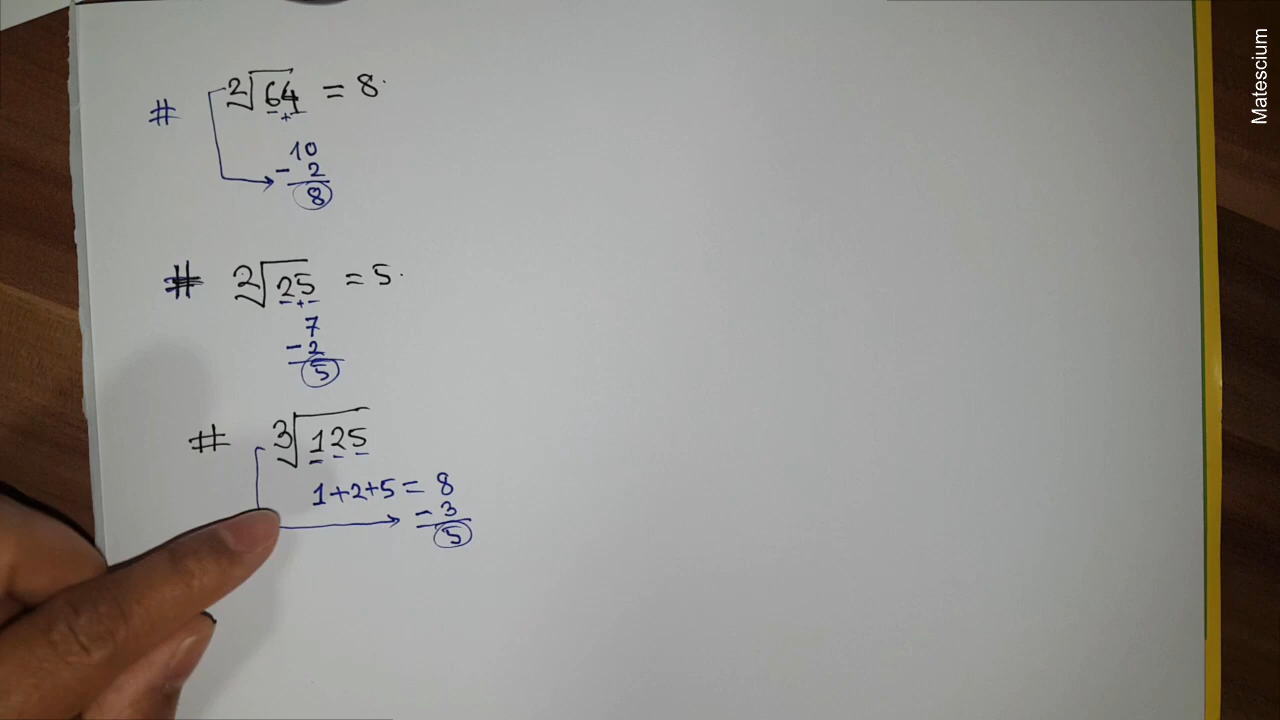 # ²√64 = 8.
+
10
- 2
8
# ²√25 = 5.
+
7
- 2
5
# ³√125
1+2+5 = 8
- 3
5
Matescium